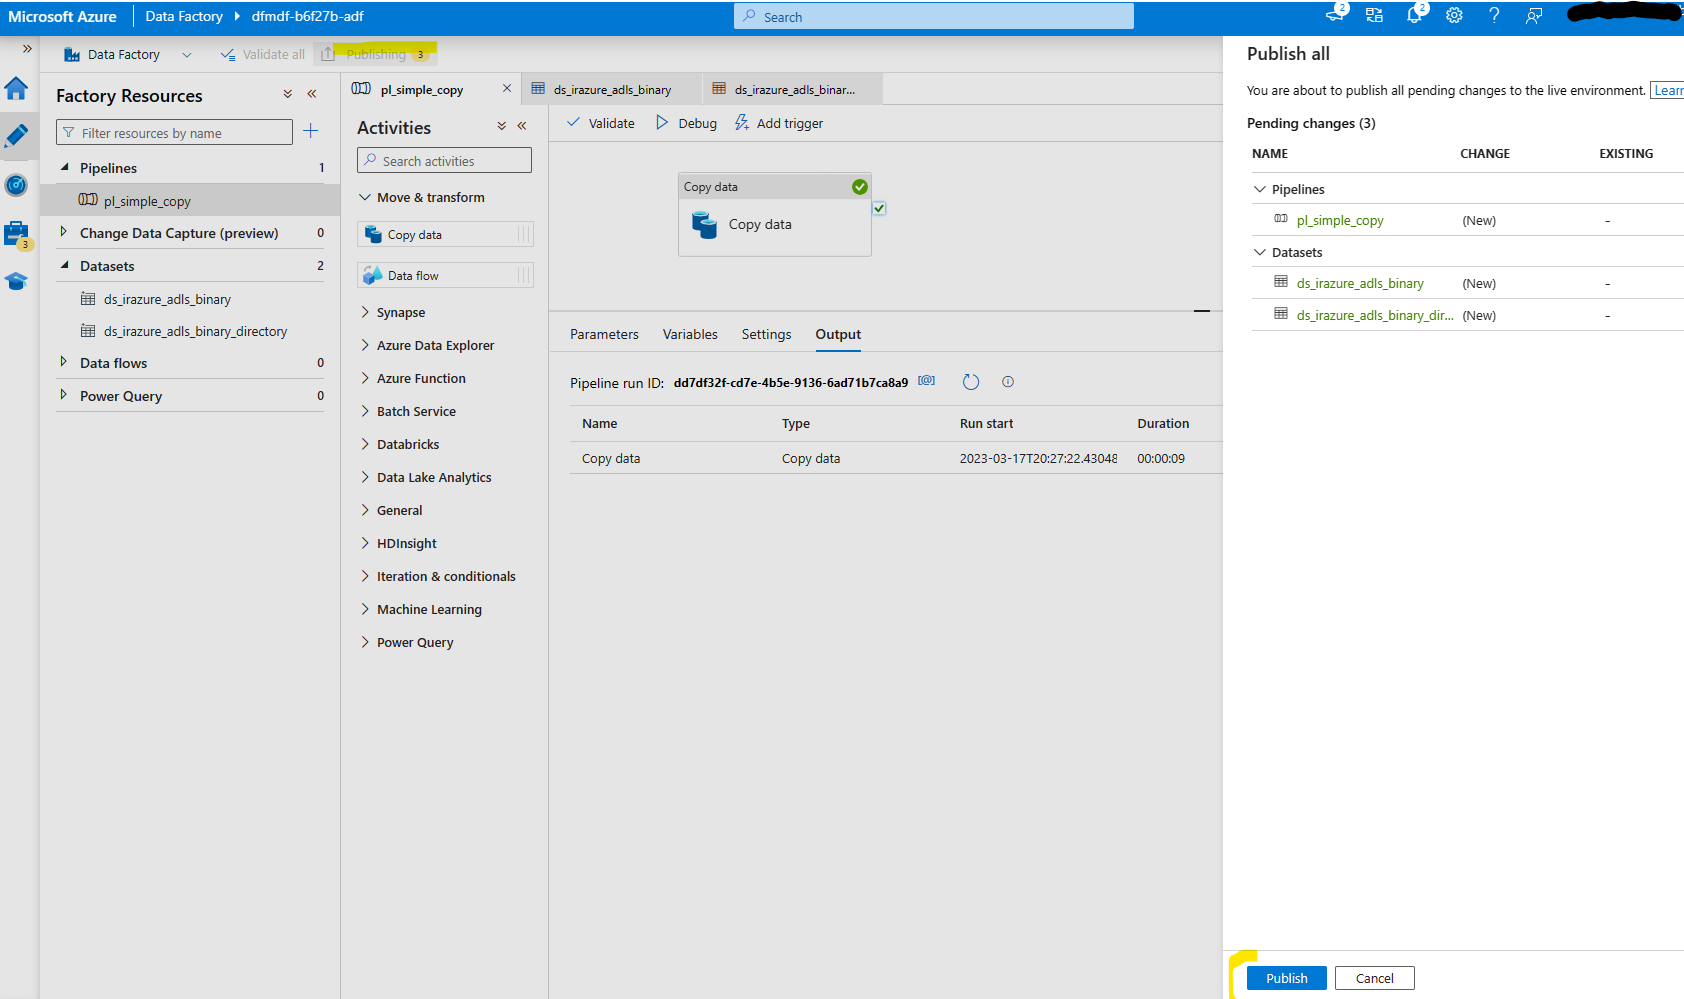 Microsoft Azure
Data Factory
dfmdf-b6f27b-adf
Search
2
2
Data Factory
Validate all
Publishing
3
Factory Resources
Filter resources by name
Pipelines 1
pl_simple_copy
Change Data Capture (preview) 0
Datasets 2
ds_irazure_adls_binary
ds_irazure_adls_binary_directory
Data flows 0
Power Query 0
3
pl_simple_copy
ds_irazure_adls_binary
ds_irazure_adls_binar...
Activities
Search activities
Move & transform
Copy data
Data flow
Synapse
Azure Data Explorer
Azure Function
Batch Service
Databricks
Data Lake Analytics
General
HDInsight
Iteration & conditionals
Machine Learning
Power Query
Validate
Debug
Add trigger
Copy data
Copy data
Parameters
Variables
Settings
Output
Pipeline run ID: dd7df32f-cd7e-4b5e-9136-6ad71b7ca8a9 [@]
Name Type Run start Duration
Copy data Copy data 2023-03-17T20:27:22.43048 00:00:09
Publish all
You are about to publish all pending changes to the live environment. Learn
Pending changes (3)
NAME CHANGE EXISTING
Pipelines
pl_simple_copy (New) -
Datasets
ds_irazure_adls_binary (New) -
ds_irazure_adls_binary_dir... (New) -
Publish
Cancel